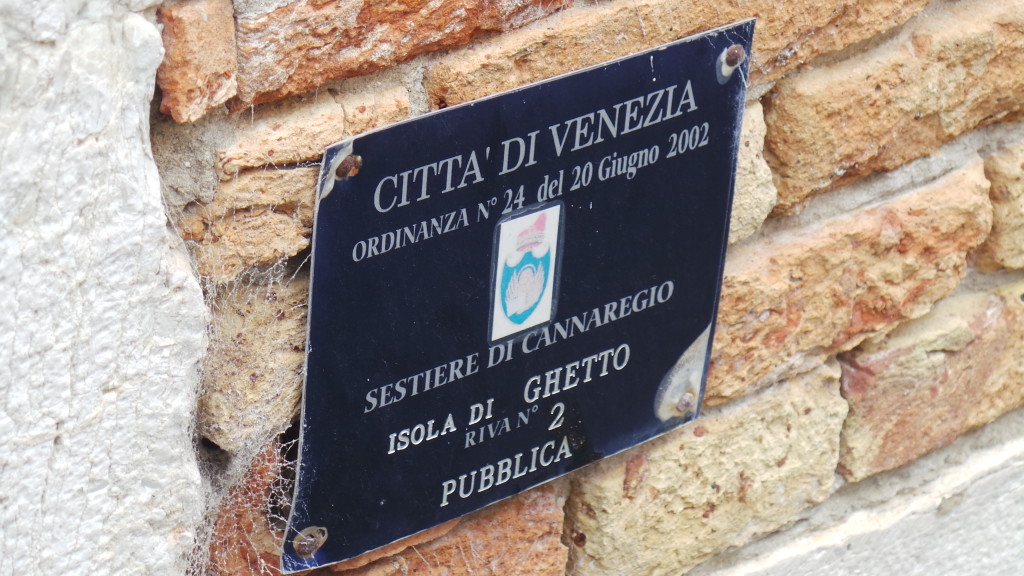 CITTA' DI VENEZIA
ORDINANZA N° 24 del 20 Giugno 2002
SESTIERE DI CANNAREGIO
ISOLA DI GHETTO
RIVA N° 2
PUBBLICA